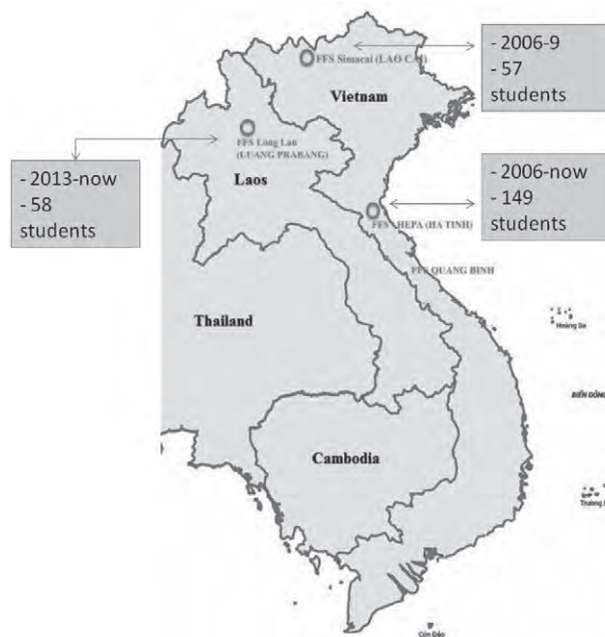 - 2006-9
- 57
students
FFS Simacai (LAO CAI)
Vietnam
FFS Long Lan
(LUANG PRABANG)
Laos
- 2013-now
- 58
students
- 2006-now
- 149
students
FFS HEPA (HA TINH)
FFS QUANG BINH
Thailand
Hoàng Sa
BIỂN ĐÔNG
Cambodia
Trường S
Côn Đảo